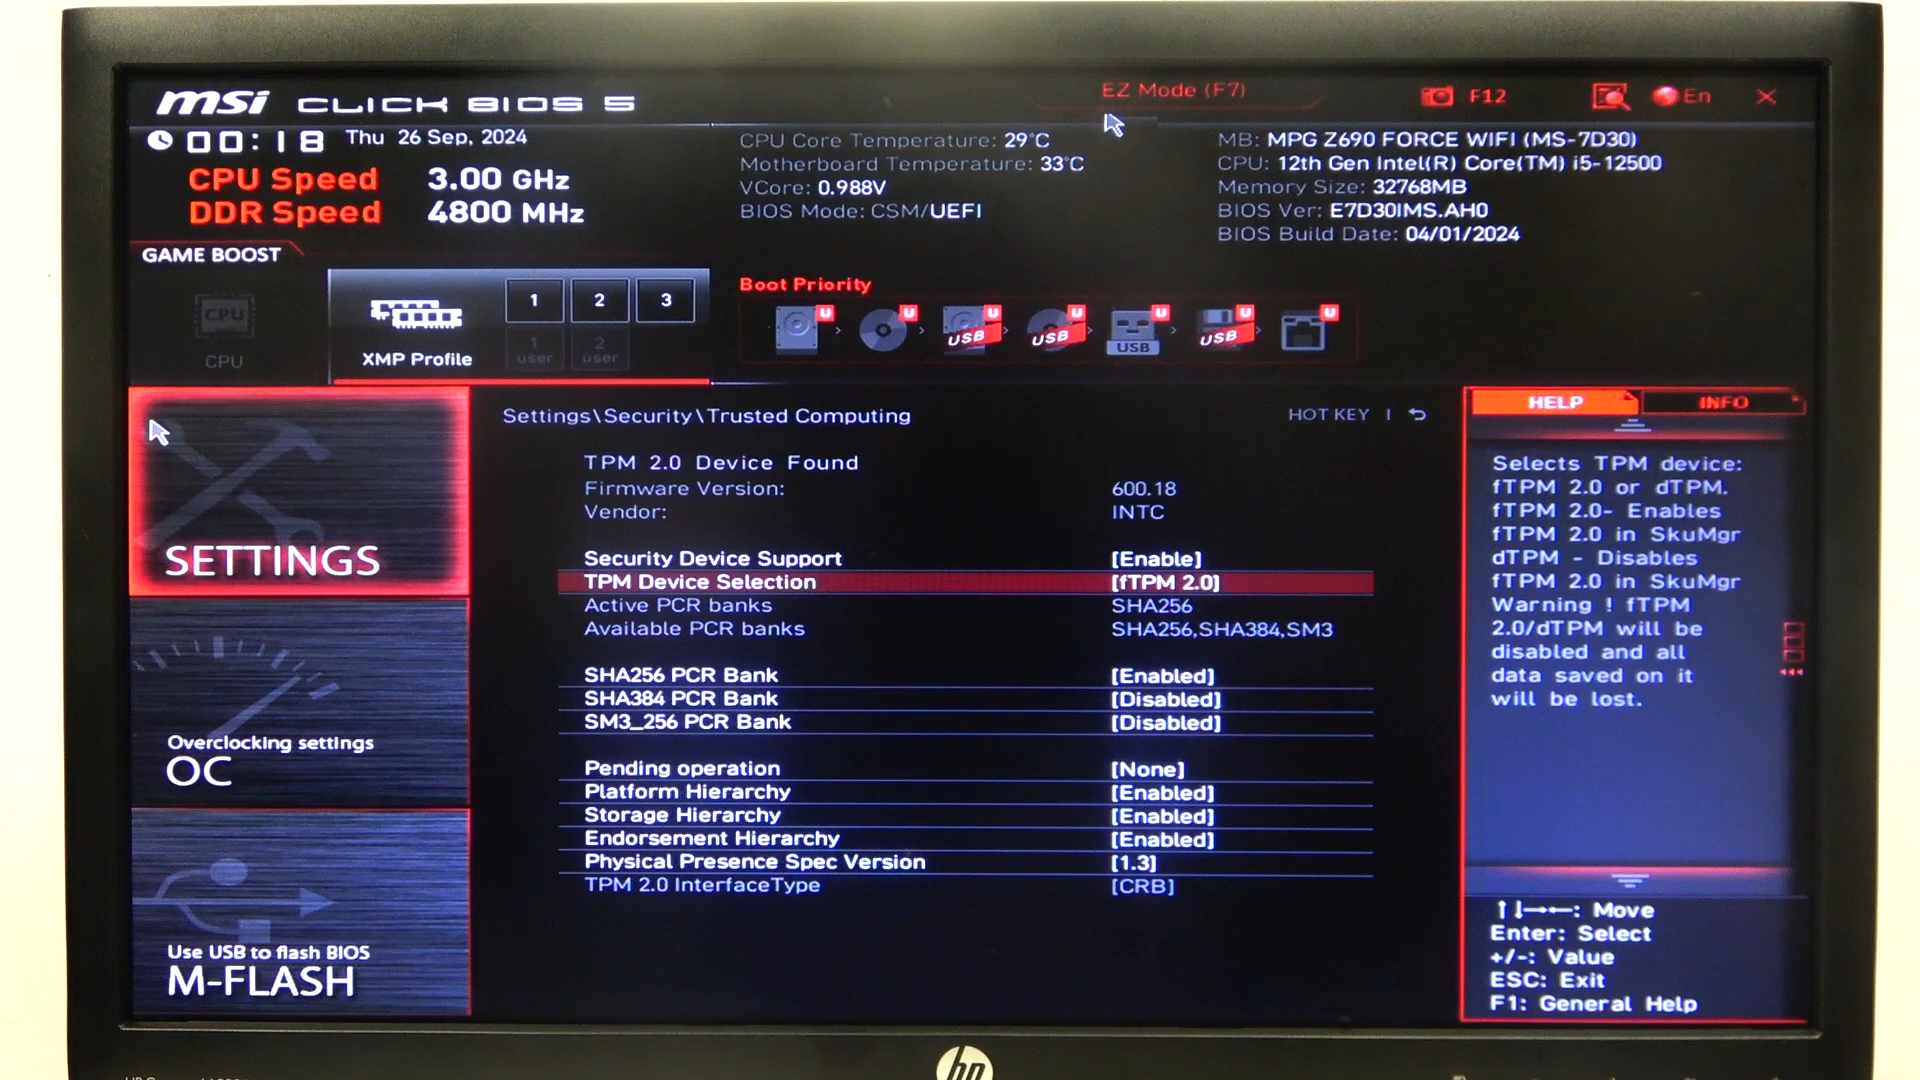 msi CLICK BIOS 5
EZ Mode (F7)
F12
En
00:18 Thu 26 Sep, 2024
CPU Speed 3.00 GHz
DDR Speed 4800 MHz
CPU Core Temperature: 29°C
Motherboard Temperature: 33°C
VCore: 0.988V
BIOS Mode: CSM/UEFI
MB: MPG Z690 FORCE WIFI (MS-7D30)
CPU: 12th Gen Intel(R) Core(TM) i5-12500
Memory Size: 32768MB
BIOS Ver: E7D30IMS.AH0
BIOS Build Date: 04/01/2024
GAME BOOST
CPU
CPU
XMP Profile
1 2 3
1 user 2 user
Boot Priority
U U U U U U U
USB USB USB USB
SETTINGS
Overclocking settings
OC
Use USB to flash BIOS
M-FLASH
Settings\Security\Trusted Computing
HOT KEY |
TPM 2.0 Device Found
Firmware Version: 600.18
Vendor: INTC
Security Device Support [Enable]
TPM Device Selection [fTPM 2.0]
Active PCR banks SHA256
Available PCR banks SHA256,SHA384,SM3
SHA256 PCR Bank [Enabled]
SHA384 PCR Bank [Disabled]
SM3_256 PCR Bank [Disabled]
Pending operation [None]
Platform Hierarchy [Enabled]
Storage Hierarchy [Enabled]
Endorsement Hierarchy [Enabled]
Physical Presence Spec Version [1.3]
TPM 2.0 InterfaceType [CRB]
HELP INFO
Selects TPM device:
fTPM 2.0 or dTPM.
fTPM 2.0- Enables
fTPM 2.0 in SkuMgr
dTPM - Disables
fTPM 2.0 in SkuMgr
Warning ! fTPM
2.0/dTPM will be
disabled and all
data saved on it
will be lost.
↑↓→←: Move
Enter: Select
+/-: Value
ESC: Exit
F1: General Help
hp